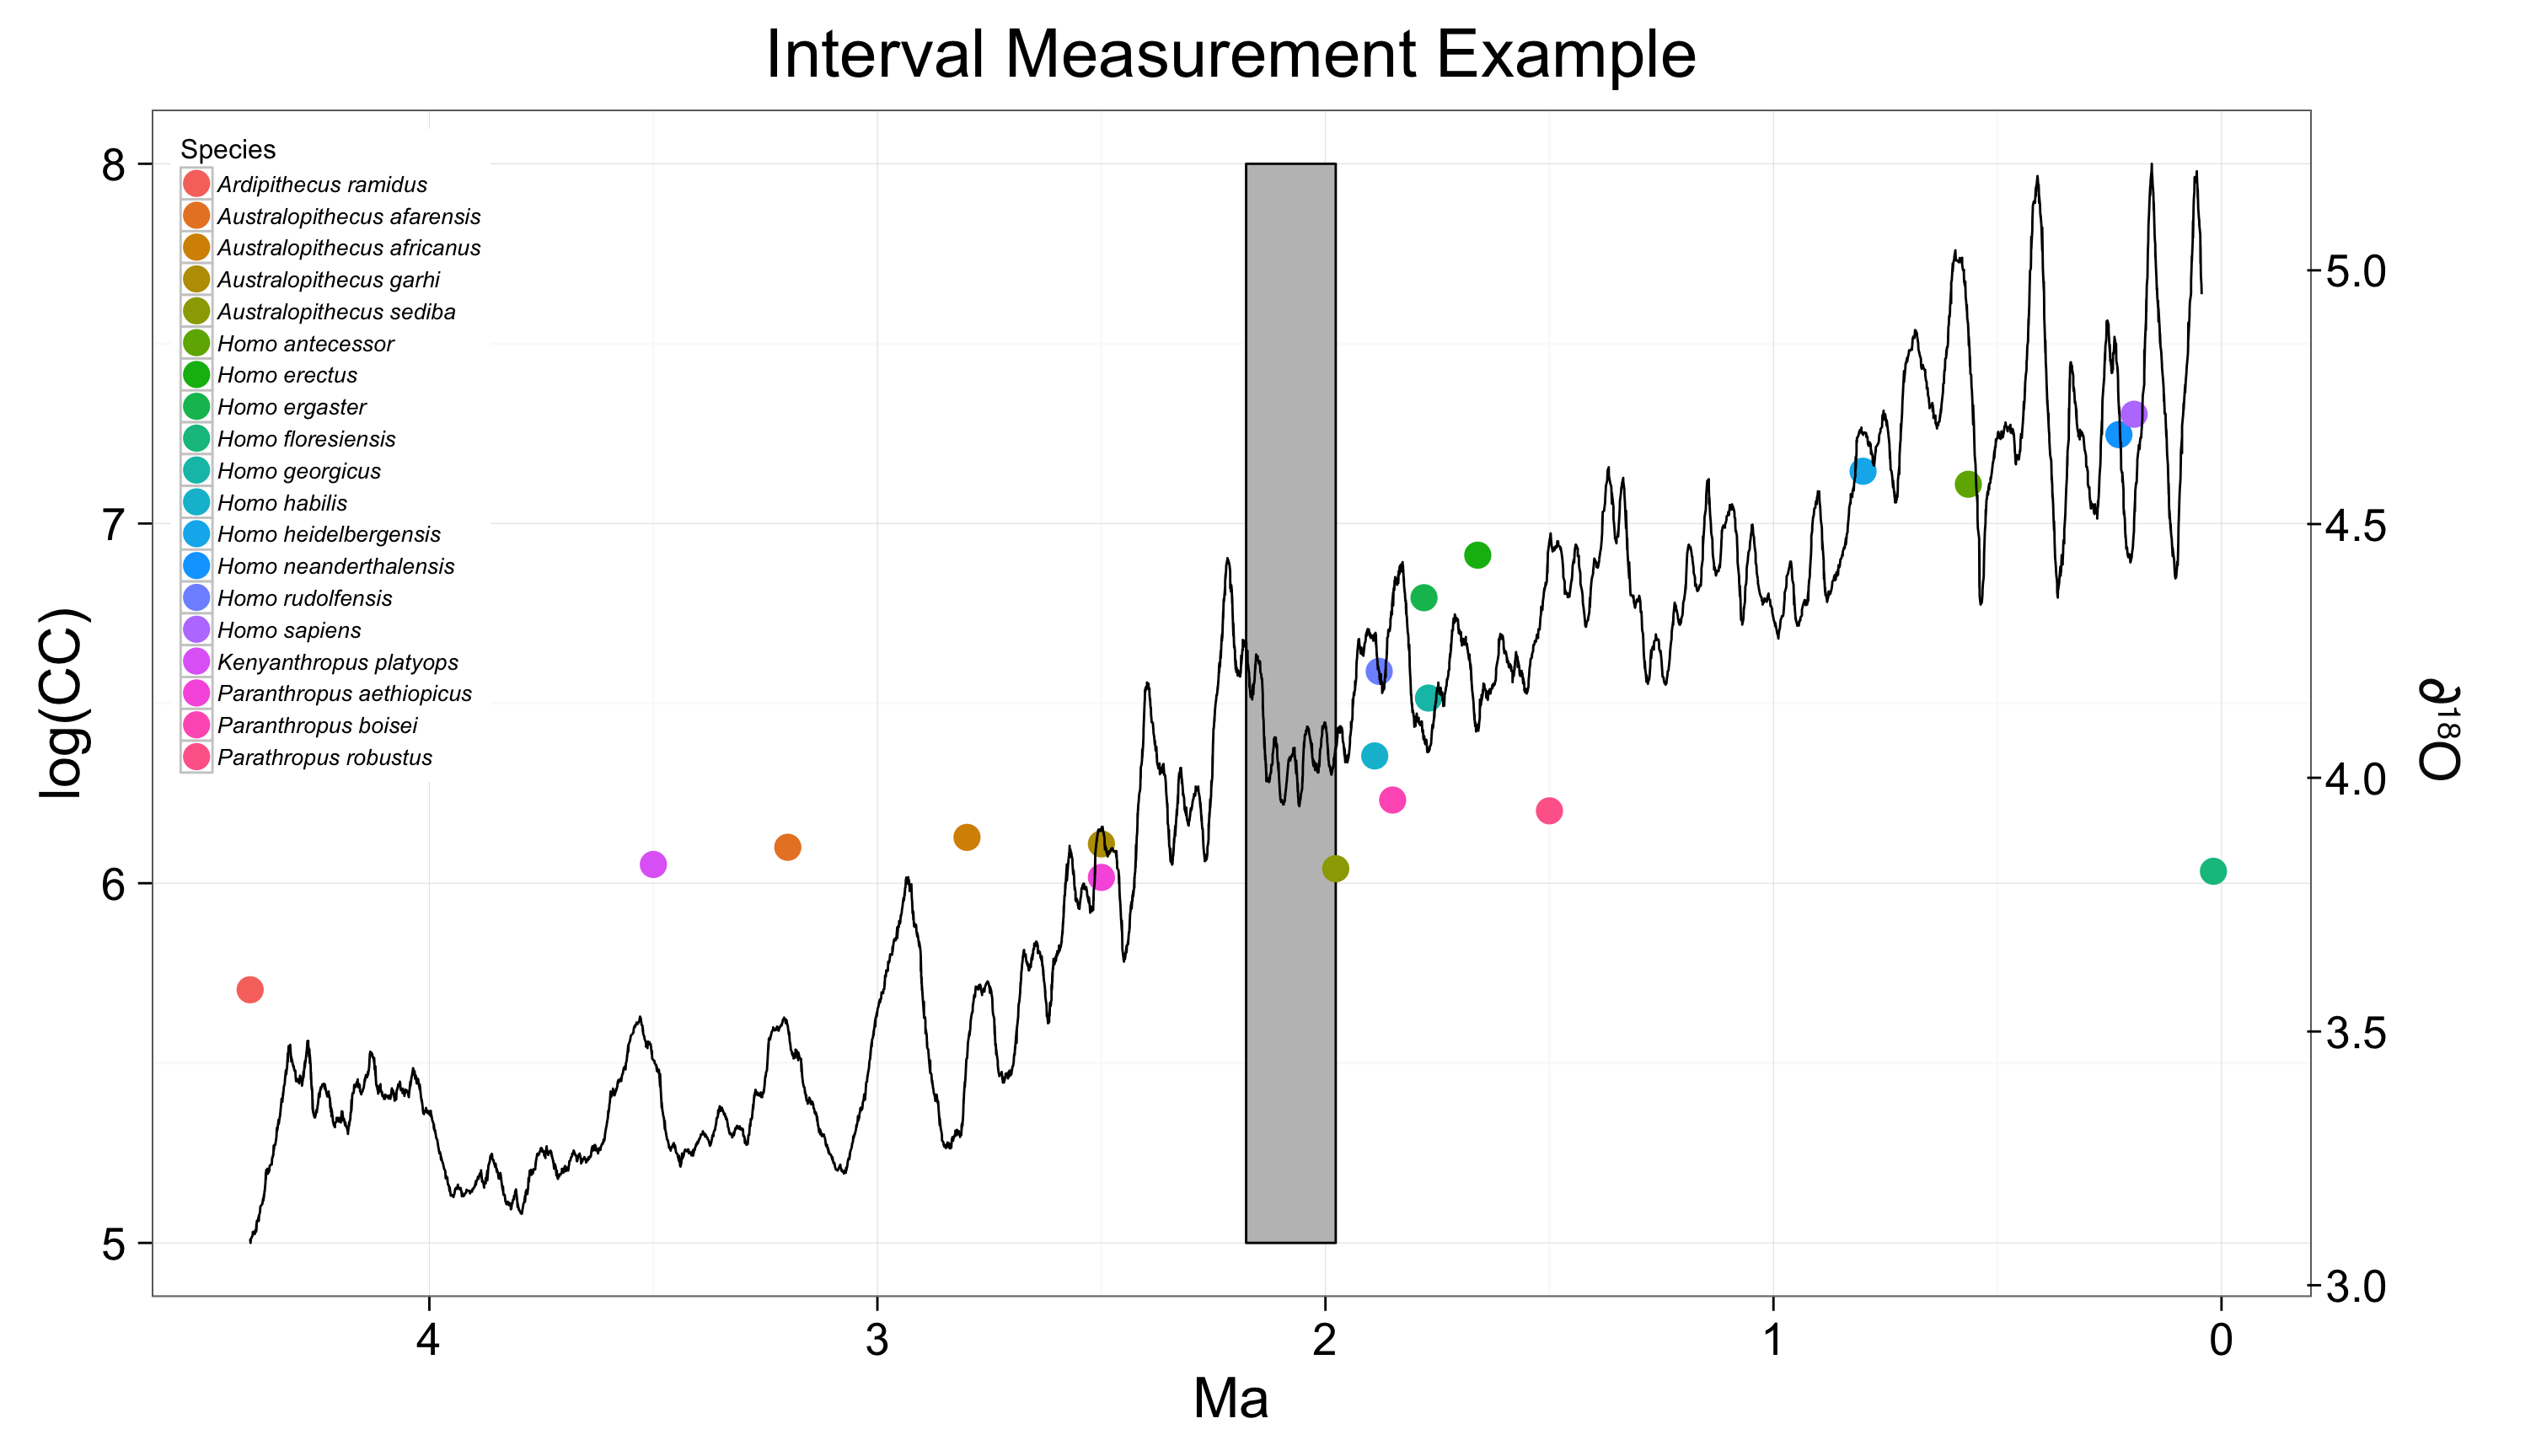 Interval Measurement Example
Species
Ardipithecus ramidus
Australopithecus afarensis
Australopithecus africanus
Australopithecus garhi
Australopithecus sediba
Homo antecessor
Homo erectus
Homo ergaster
Homo floresiensis
Homo georgicus
Homo habilis
Homo heidelbergensis
Homo neanderthalensis
Homo rudolfensis
Homo sapiens
Kenyanthropus platyops
Paranthropus aethiopicus
Paranthropus boisei
Parathropus robustus
log(CC)
8
7
6
5
5.0
4.5
4.0
3.5
3.0
∂¹⁸O
4
3
2
1
0
Ma